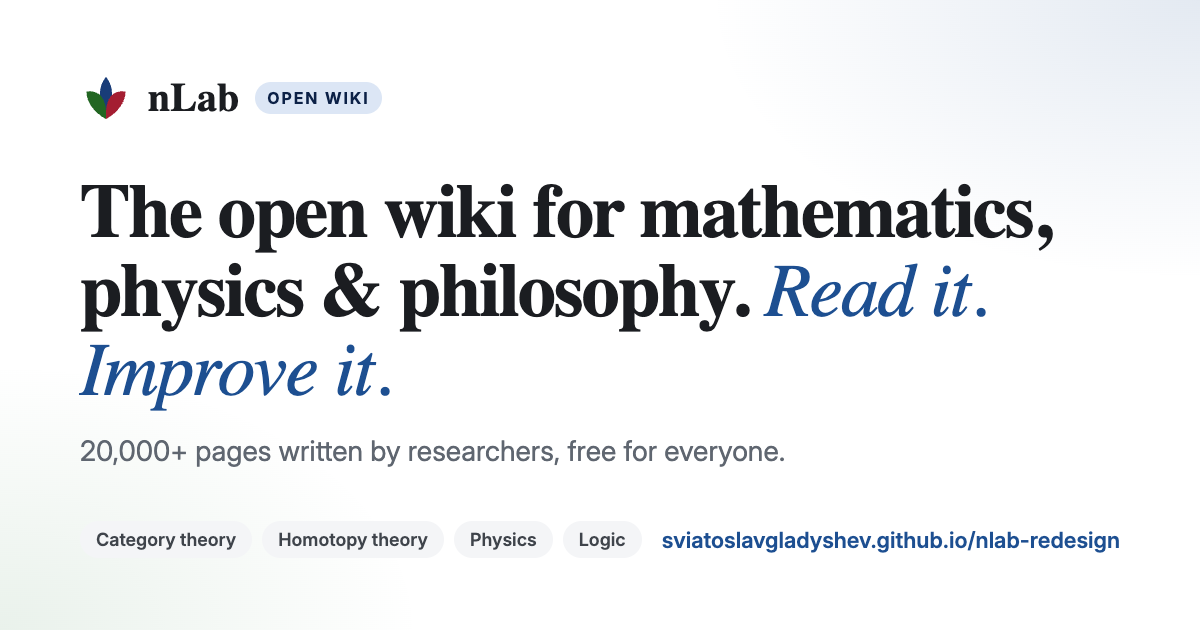 nLab OPEN WIKI
The open wiki for mathematics,
physics & philosophy. Read it.
Improve it.
20,000+ pages written by researchers, free for everyone.
Category theory Homotopy theory Physics Logic sviatoslavgladyshev.github.io/nlab-redesign